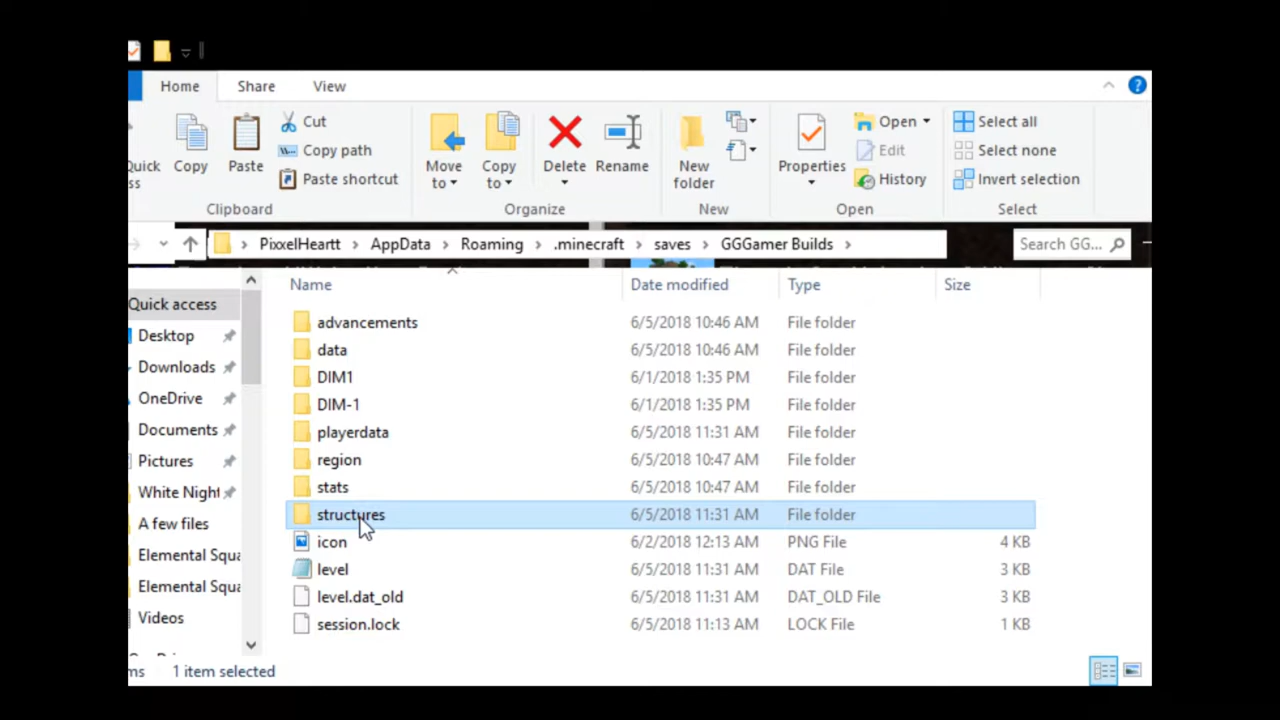 Home Share View
Quick
ss
Copy
Paste
Cut
Copy path
Paste shortcut
Move
to
Copy
to
Delete
Rename
New
folder
Properties
Open
Edit
History
Select all
Select none
Invert selection
Clipboard Organize New Open Select
PixxelHeartt > AppData > Roaming > .minecraft > saves > GGGamer Builds >
Search GG...
Name Date modified Type Size
Quick access
Desktop
Downloads
OneDrive
Documents
Pictures
White Night
A few files
Elemental Squa
Elemental Squa
Videos
advancements 6/5/2018 10:46 AM File folder
data 6/5/2018 10:46 AM File folder
DIM1 6/1/2018 1:35 PM File folder
DIM-1 6/1/2018 1:35 PM File folder
playerdata 6/5/2018 11:31 AM File folder
region 6/5/2018 10:47 AM File folder
stats 6/5/2018 10:47 AM File folder
structures 6/5/2018 11:31 AM File folder
icon 6/2/2018 12:13 AM PNG File 4 KB
level 6/5/2018 11:31 AM DAT File 3 KB
level.dat_old 6/5/2018 11:31 AM DAT_OLD File 3 KB
session.lock 6/5/2018 11:13 AM LOCK File 1 KB
ms 1 item selected